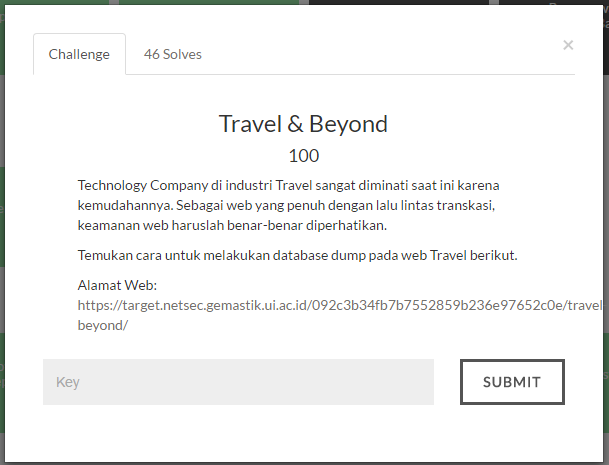 Challenge
46 Solves
×
Travel & Beyond
100
Technology Company di industri Travel sangat diminati saat ini karena
kemudahannya. Sebagai web yang penuh dengan lalu lintas transkasi,
keamanan web haruslah benar-benar diperhatikan.
Temukan cara untuk melakukan database dump pada web Travel berikut.
Alamat Web:
https://target.netsec.gemastik.ui.ac.id/092c3b34fb7b7552859b236e97652c0e/travel-
beyond/
Key
SUBMIT